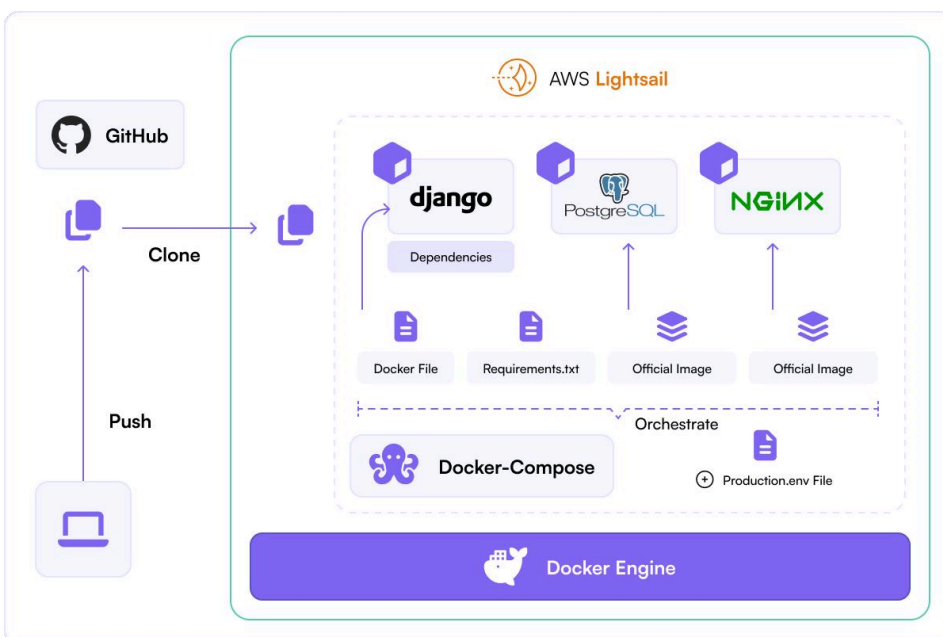 AWS Lightsail
GitHub
django
PostgreSQL
NGINX
Clone
Dependencies
Docker File
Requirements.txt
Official Image
Official Image
Push
Orchestrate
Docker-Compose
Production.env File
Docker Engine